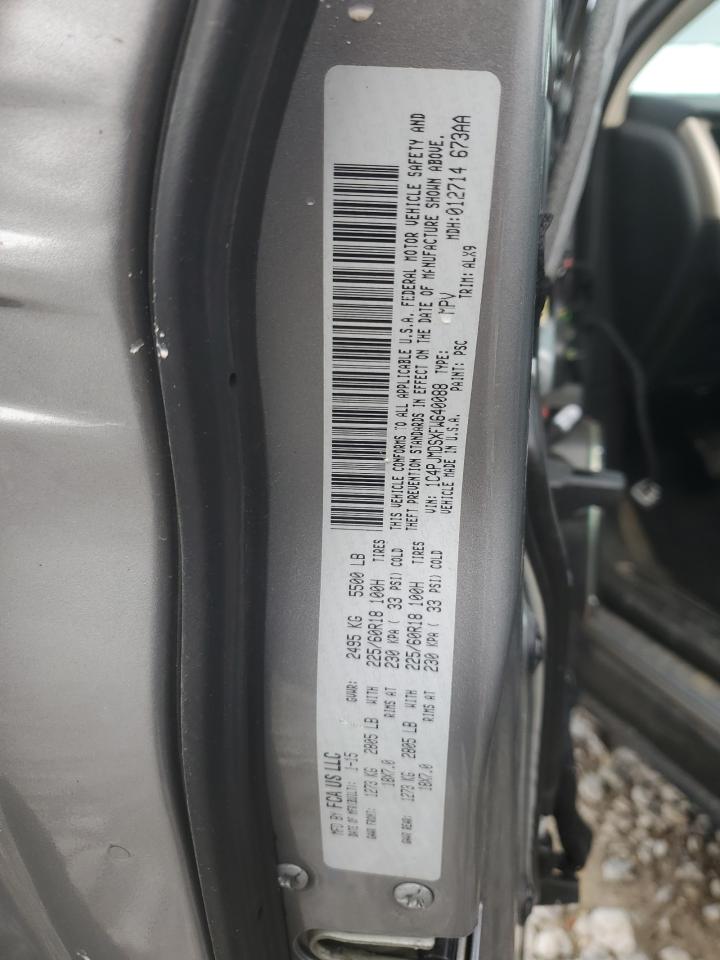 MFD BY: FCA US LLC
DATE OF MFR(BUILT): 1-15 GVWR: 2495 KG 5500 LB
GAWR FRONT: 1273 KG 2805 LB WITH 225/60R18 100H TIRES
18X7.0 RIMS AT 230 KPA ( 33 PSI) COLD
GAWR REAR: 1273 KG 2805 LB WITH 225/60R18 100H TIRES
18X7.0 RIMS AT 230 KPA ( 33 PSI) COLD
THIS VEHICLE CONFORMS TO ALL APPLICABLE U.S.A. FEDERAL MOTOR VEHICLE SAFETY AND
THEFT PREVENTION STANDARDS IN EFFECT ON THE DATE OF MANUFACTURE SHOWN ABOVE.
VIN: 1C4PJMDSXFW640088 TYPE: MPV MDH:012714 673AA
VEHICLE MADE IN U.S.A. PAINT: PSC TRIM: ALX9